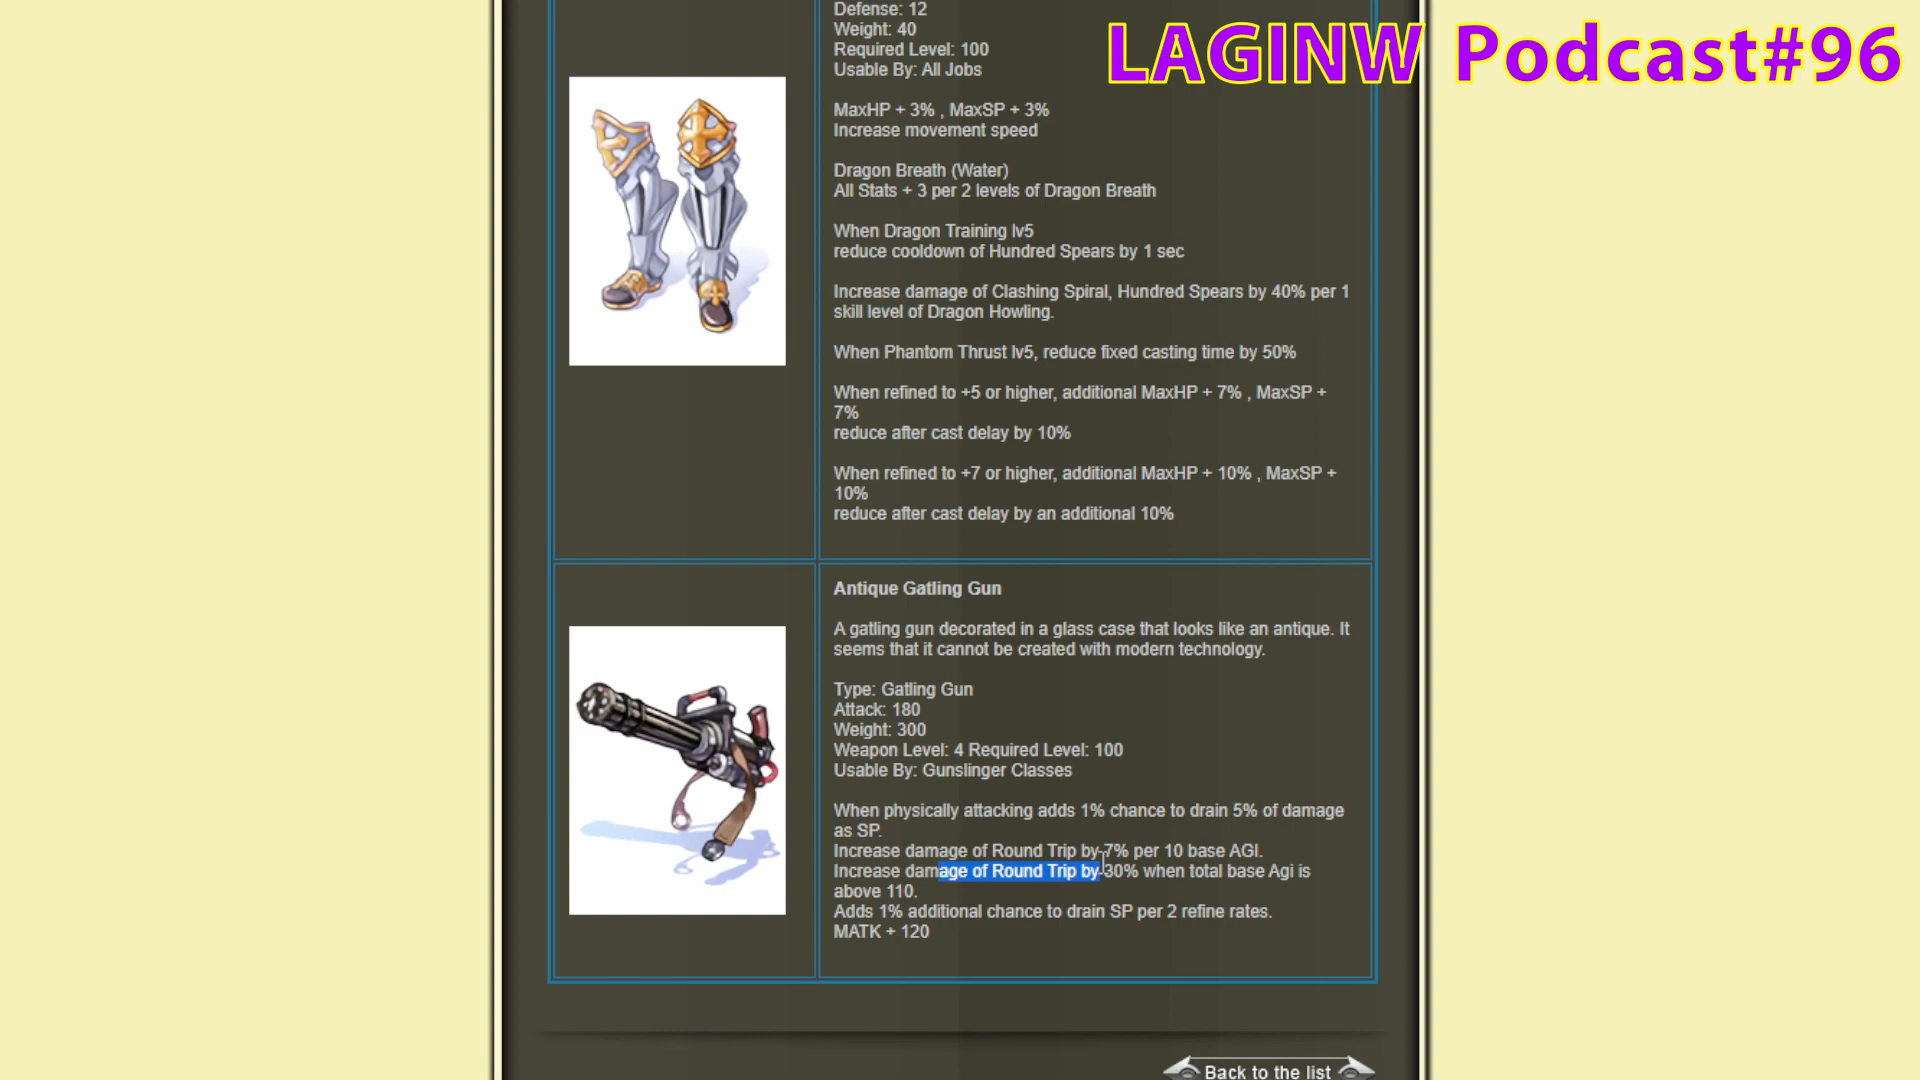 LAGINW Podcast#96
Defense: 12
Weight: 40
Required Level: 100
Usable By: All Jobs
MaxHP + 3% , MaxSP + 3%
Increase movement speed
Dragon Breath (Water)
All Stats + 3 per 2 levels of Dragon Breath
When Dragon Training lv5
reduce cooldown of Hundred Spears by 1 sec
Increase damage of Clashing Spiral, Hundred Spears by 40% per 1
skill level of Dragon Howling.
When Phantom Thrust lv5, reduce fixed casting time by 50%
When refined to +5 or higher, additional MaxHP + 7% , MaxSP +
7%
reduce after cast delay by 10%
When refined to +7 or higher, additional MaxHP + 10% , MaxSP +
10%
reduce after cast delay by an additional 10%
Antique Gatling Gun
A gatling gun decorated in a glass case that looks like an antique. It
seems that it cannot be created with modern technology.
Type: Gatling Gun
Attack: 180
Weight: 300
Weapon Level: 4 Required Level: 100
Usable By: Gunslinger Classes
When physically attacking adds 1% chance to drain 5% of damage
as SP.
Increase damage of Round Trip by 7% per 10 base AGI.
Increase damage of Round Trip by 30% when total base Agi is
above 110.
Adds 1% additional chance to drain SP per 2 refine rates.
MATK + 120
Back to the list